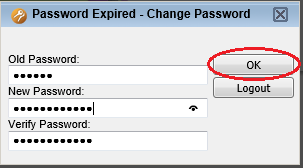 Password Expired - Change Password
Old Password:
••••••
OK
New Password:
••••••••••••
Logout
Verify Password:
••••••••••••